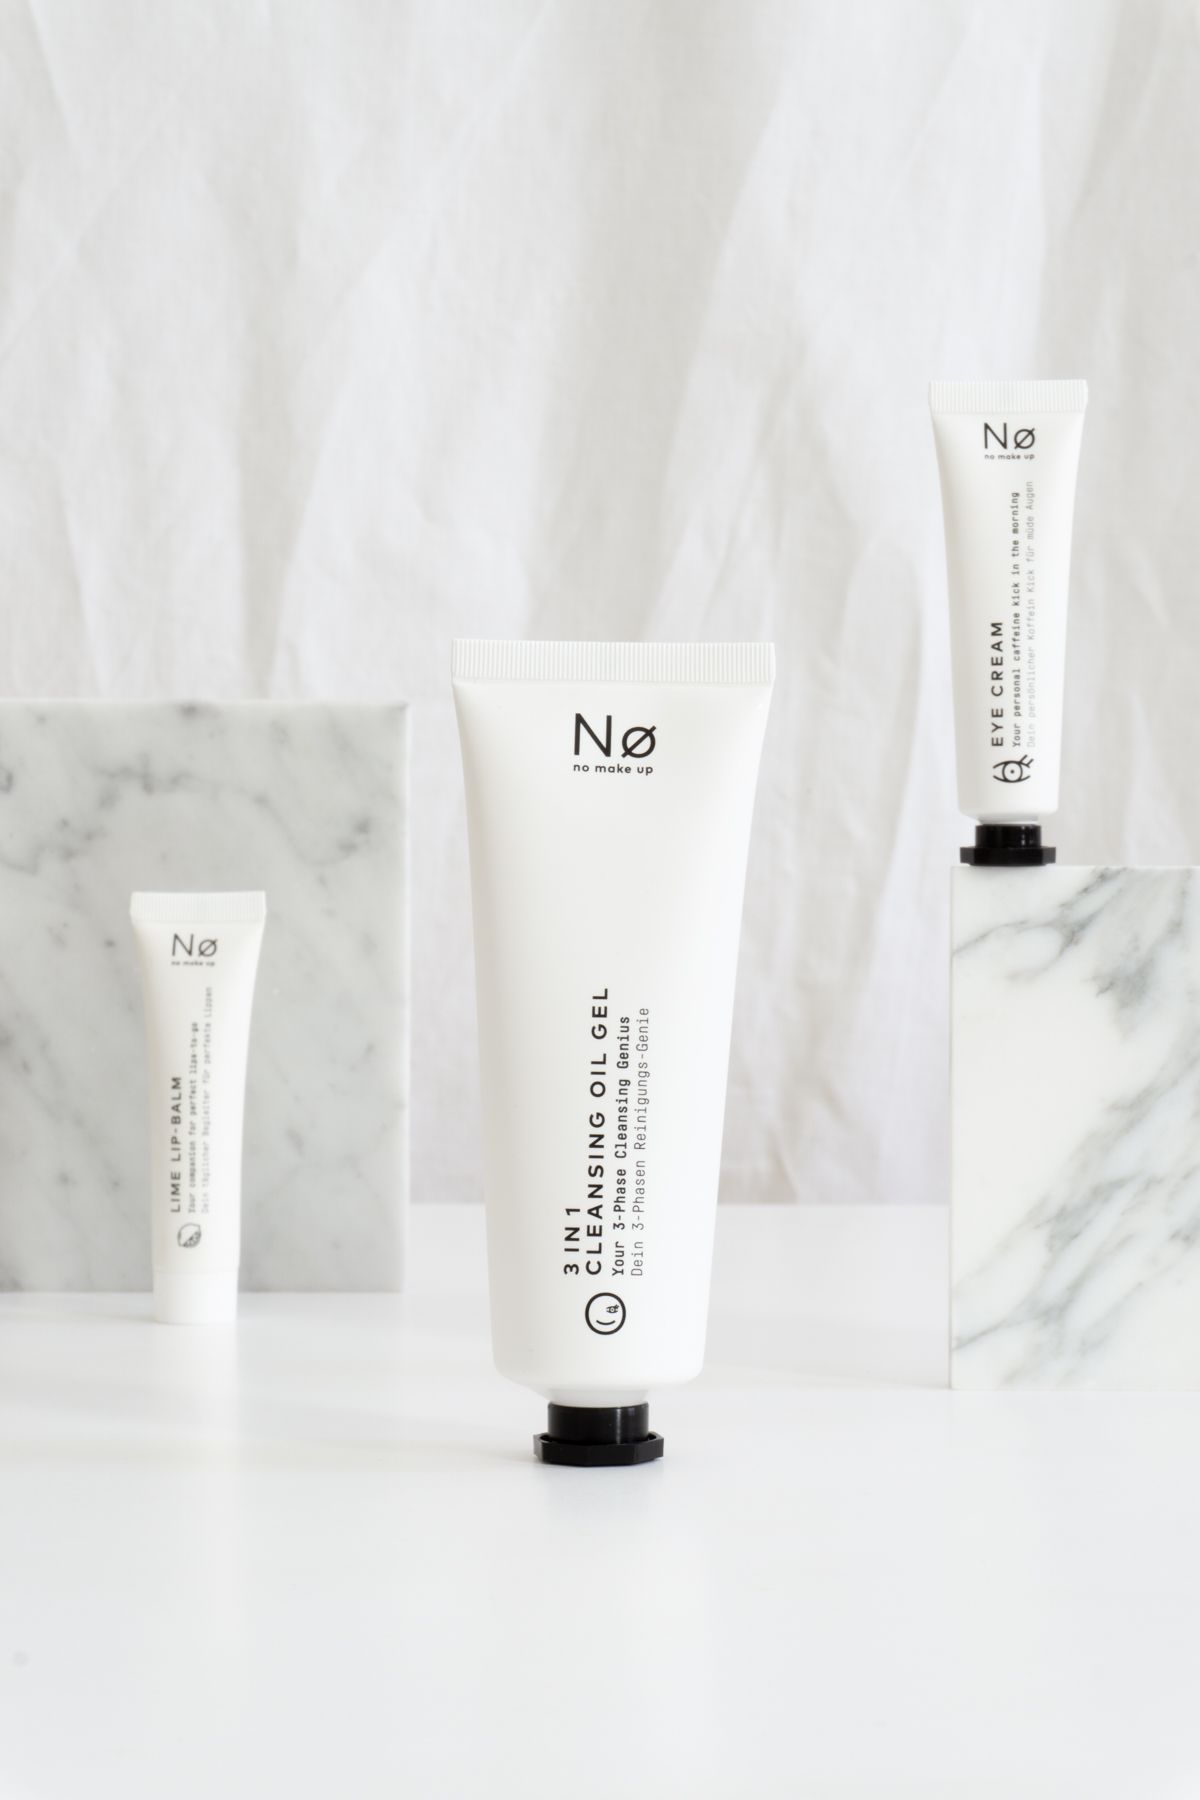 Nø
no make up
LIME LIP-BALM
Your companion for perfect lips-to-go
Dein täglicher Begleiter für perfekte Lippen
Nø
no make up
3 IN 1
CLEANSING OIL GEL
Your 3-Phase Cleansing Genius
Dein 3-Phasen Reinigungs-Genie
Nø
no make up
EYE CREAM
Your personal caffeine kick in the morning
Dein persönlicher Koffein Kick für müde Augen